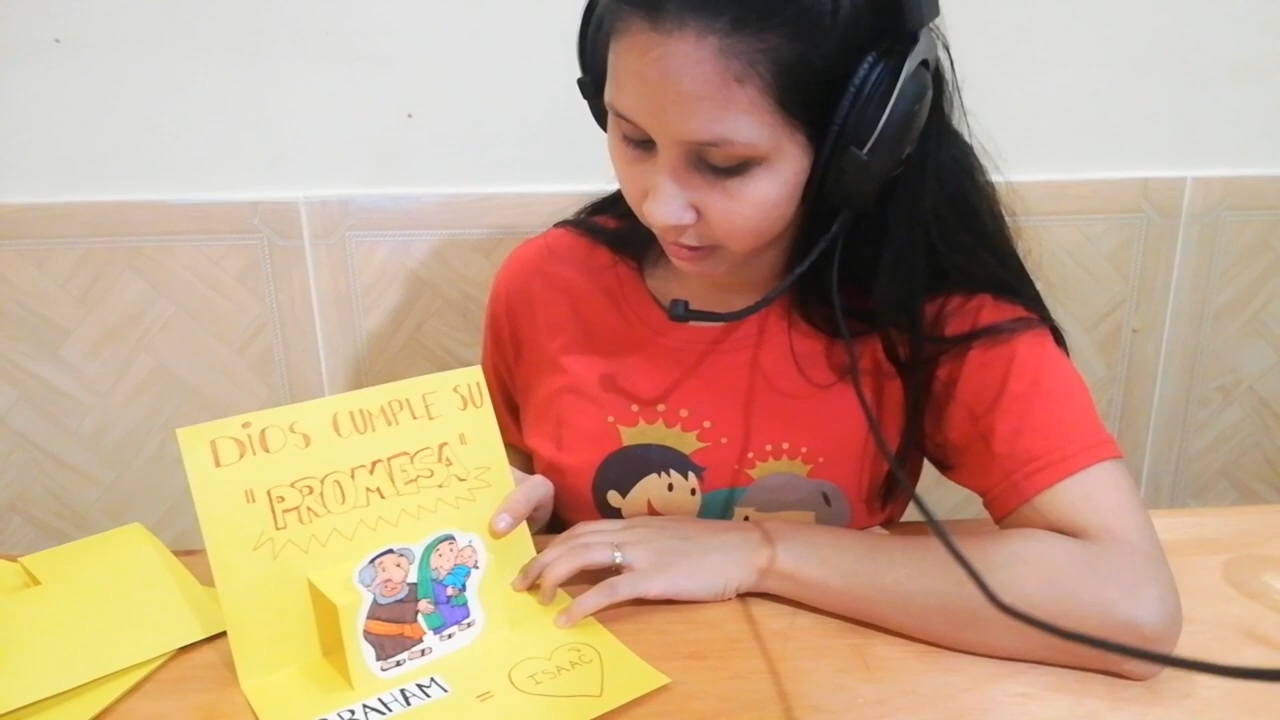 DiOS CUMPLE SU
"PROMESA"
BRAHAM = ISAAC